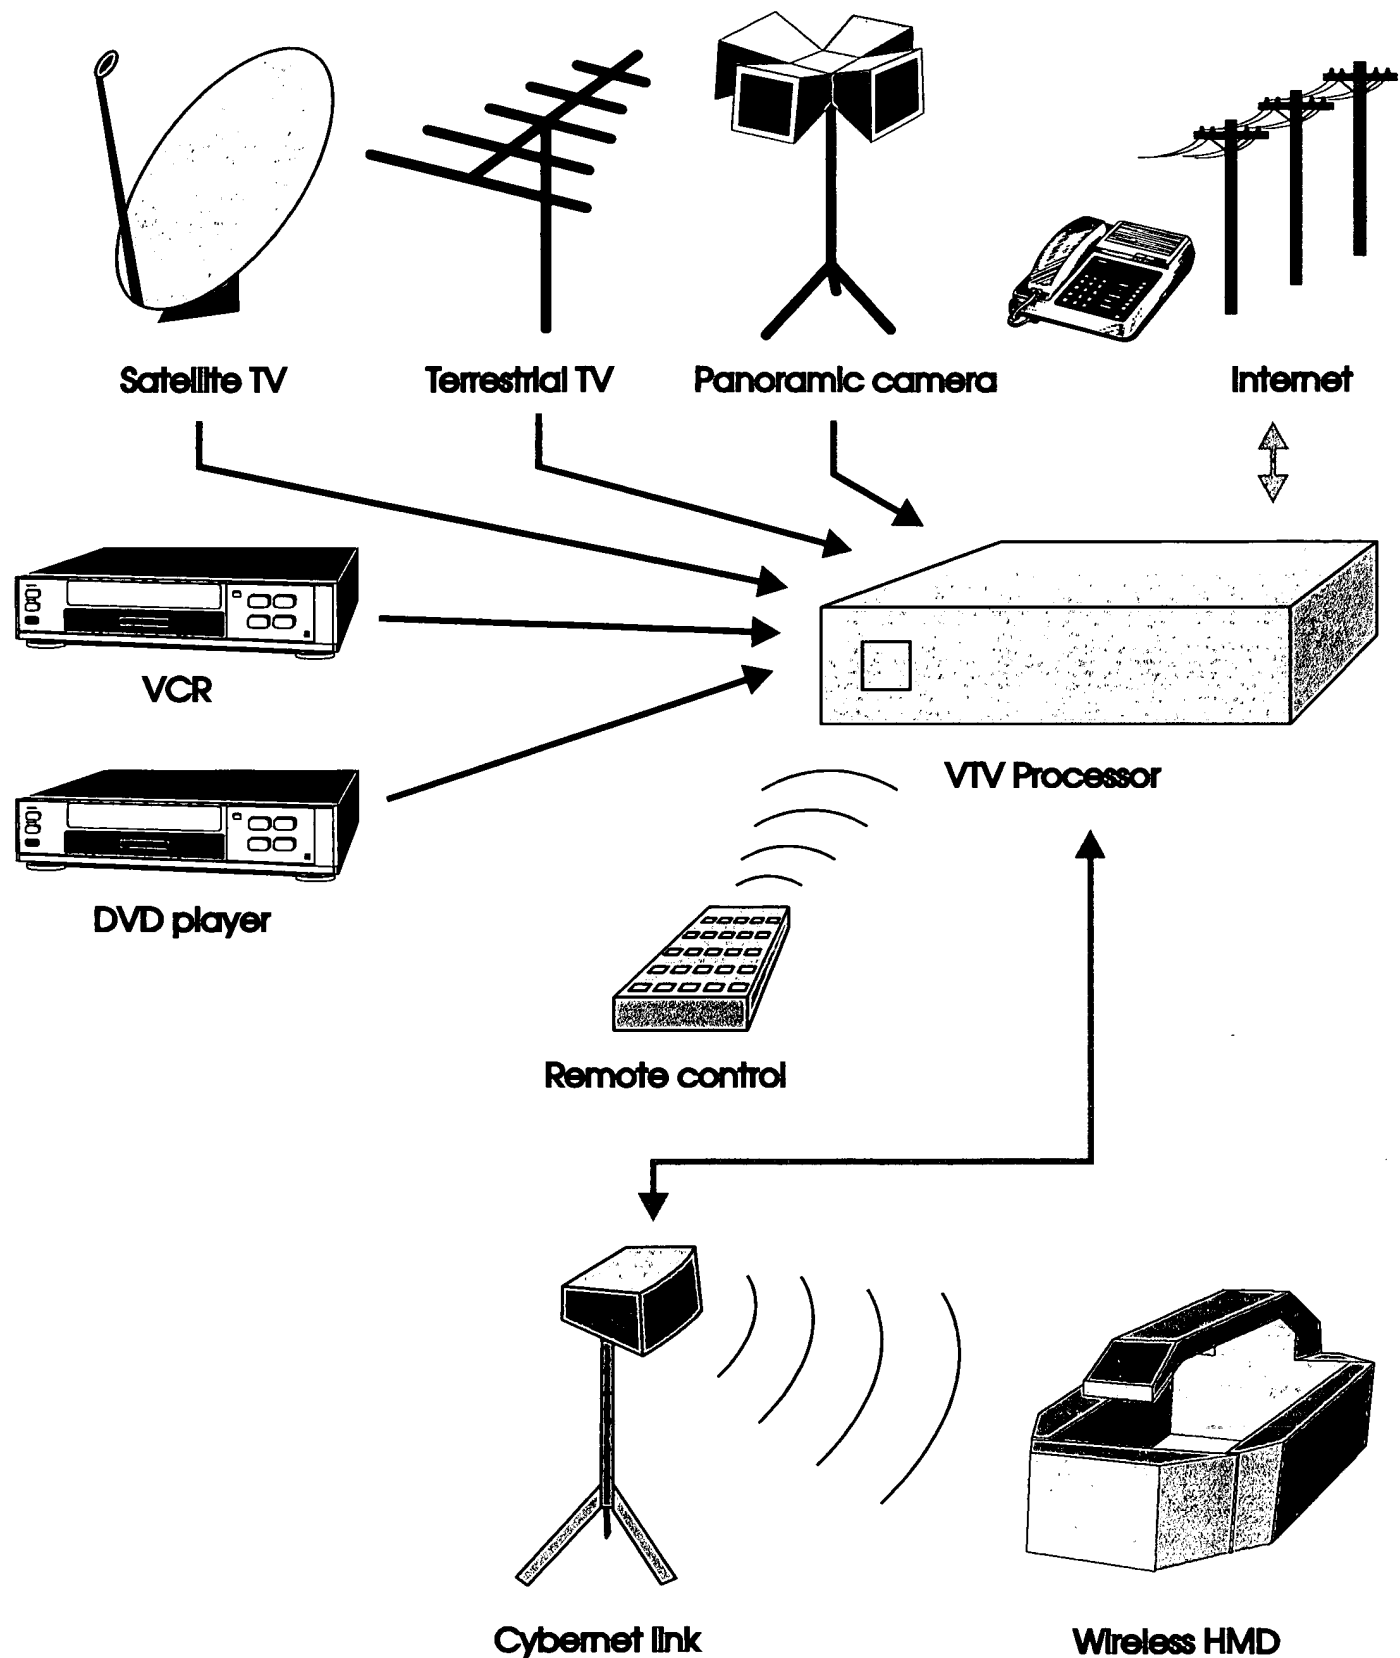 Satellite TV
Terrestrial TV
Panoramic camera
Internet
VCR
VTV Processor
DVD player
Remote control
Cybernet link
Wireless HMD